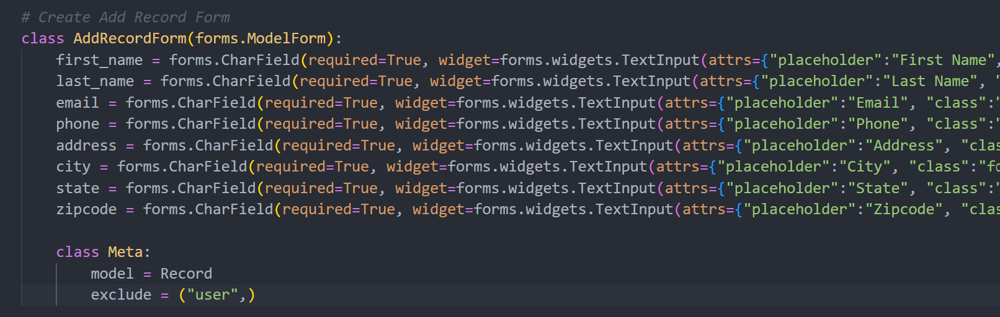 # Create Add Record Form
class AddRecordForm(forms.ModelForm):
    first_name = forms.CharField(required=True, widget=forms.widgets.TextInput(attrs={"placeholder":"First Name",
    last_name = forms.CharField(required=True, widget=forms.widgets.TextInput(attrs={"placeholder":"Last Name", "
    email = forms.CharField(required=True, widget=forms.widgets.TextInput(attrs={"placeholder":"Email", "class":"
    phone = forms.CharField(required=True, widget=forms.widgets.TextInput(attrs={"placeholder":"Phone", "class":"
    address = forms.CharField(required=True, widget=forms.widgets.TextInput(attrs={"placeholder":"Address", "clas
    city = forms.CharField(required=True, widget=forms.widgets.TextInput(attrs={"placeholder":"City", "class":"fo
    state = forms.CharField(required=True, widget=forms.widgets.TextInput(attrs={"placeholder":"State", "class":"
    zipcode = forms.CharField(required=True, widget=forms.widgets.TextInput(attrs={"placeholder":"Zipcode", "clas
    class Meta:
        model = Record
        exclude = ("user",)